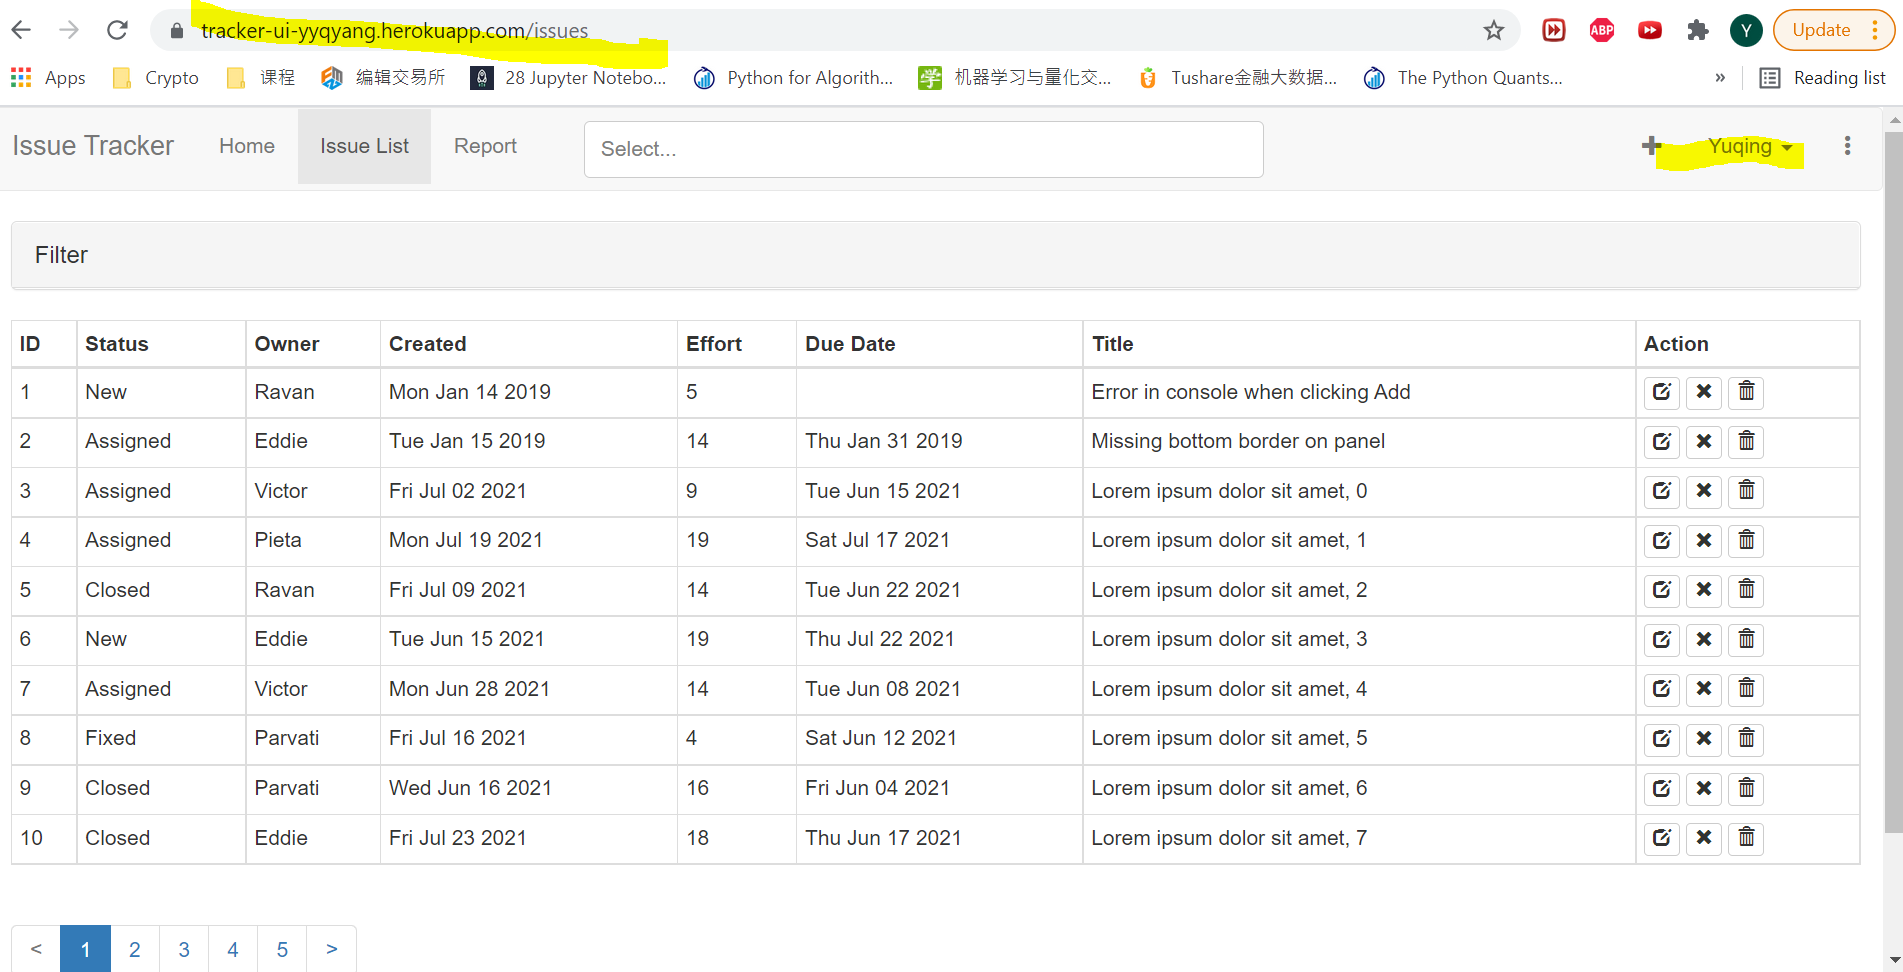 tracker-ui-yyqyang.herokuapp.com/issues ABP Y Update
Apps Crypto 课程 编辑交易所 28 Jupyter Notebo... Python for Algorith... 学 机器学习与量化交... Tushare金融大数据... The Python Quants... » Reading list
Issue Tracker Home Issue List Report Select... Yuqing
Filter
ID Status Owner Created Effort Due Date Title Action
1 New Ravan Mon Jan 14 2019 5 Error in console when clicking Add
2 Assigned Eddie Tue Jan 15 2019 14 Thu Jan 31 2019 Missing bottom border on panel
3 Assigned Victor Fri Jul 02 2021 9 Tue Jun 15 2021 Lorem ipsum dolor sit amet, 0
4 Assigned Pieta Mon Jul 19 2021 19 Sat Jul 17 2021 Lorem ipsum dolor sit amet, 1
5 Closed Ravan Fri Jul 09 2021 14 Tue Jun 22 2021 Lorem ipsum dolor sit amet, 2
6 New Eddie Tue Jun 15 2021 19 Thu Jul 22 2021 Lorem ipsum dolor sit amet, 3
7 Assigned Victor Mon Jun 28 2021 14 Tue Jun 08 2021 Lorem ipsum dolor sit amet, 4
8 Fixed Parvati Fri Jul 16 2021 4 Sat Jun 12 2021 Lorem ipsum dolor sit amet, 5
9 Closed Parvati Wed Jun 16 2021 16 Fri Jun 04 2021 Lorem ipsum dolor sit amet, 6
10 Closed Eddie Fri Jul 23 2021 18 Thu Jun 17 2021 Lorem ipsum dolor sit amet, 7
< 1 2 3 4 5 >